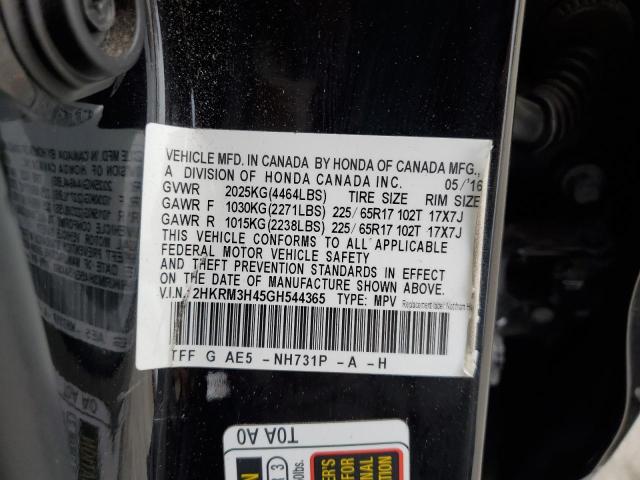 VEHICLE MFD. IN CANADA BY HONDA OF CANADA MFG.,
A DIVISION OF HONDA CANADA INC. 05/'16
GVWR 2025KG(4464LBS) TIRE SIZE RIM SIZE
GAWR F 1030KG(2271LBS) 225/65R17 102T 17X7J
GAWR R 1015KG(2238LBS) 225/65R17 102T 17X7J
THIS VEHICLE CONFORMS TO ALL APPLICABLE
FEDERAL MOTOR VEHICLE SAFETY
AND THEFT PREVENTION STANDARDS IN EFFECT
ON THE DATE OF MANUFACTURE SHOWN ABOVE.
V.I.N.: 2HKRM3H45GH544365 TYPE: MPV Replacement label
TFF G AE5 -NH731P -A -H
T0A A0